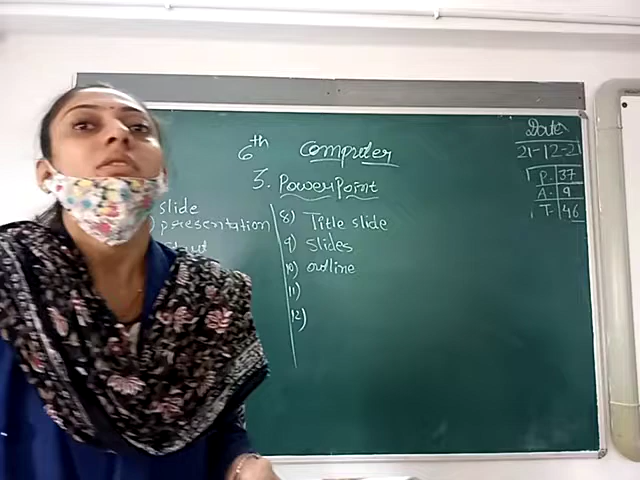 6th Computer
3. PowerPoint
Date
21-12-21
P. 37
A. 9
T. 46
slide
presentation
8) Title slide
9) Slides
10) outline
11)
12)